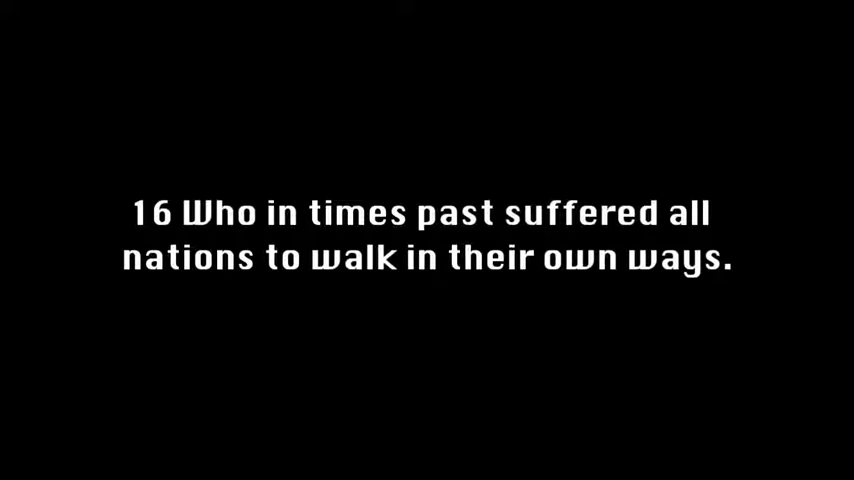 16 Who in times past suffered all
nations to walk in their own ways.